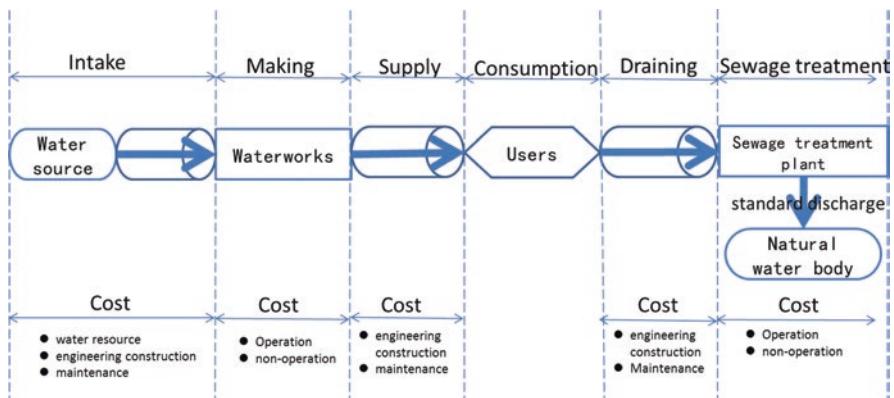 Intake
Making
Supply
Consumption
Draining
Sewage treatment
Water
source
Waterworks
Users
Sewage treatment
plant
standard discharge
Natural
water body
Cost
Cost
Cost
Cost
Cost
● water resource
● engineering construction
● maintenance
● Operation
● non-operation
● engineering
construction
● maintenance
● engineering
construction
● Maintenance
● Operation
● non-operation